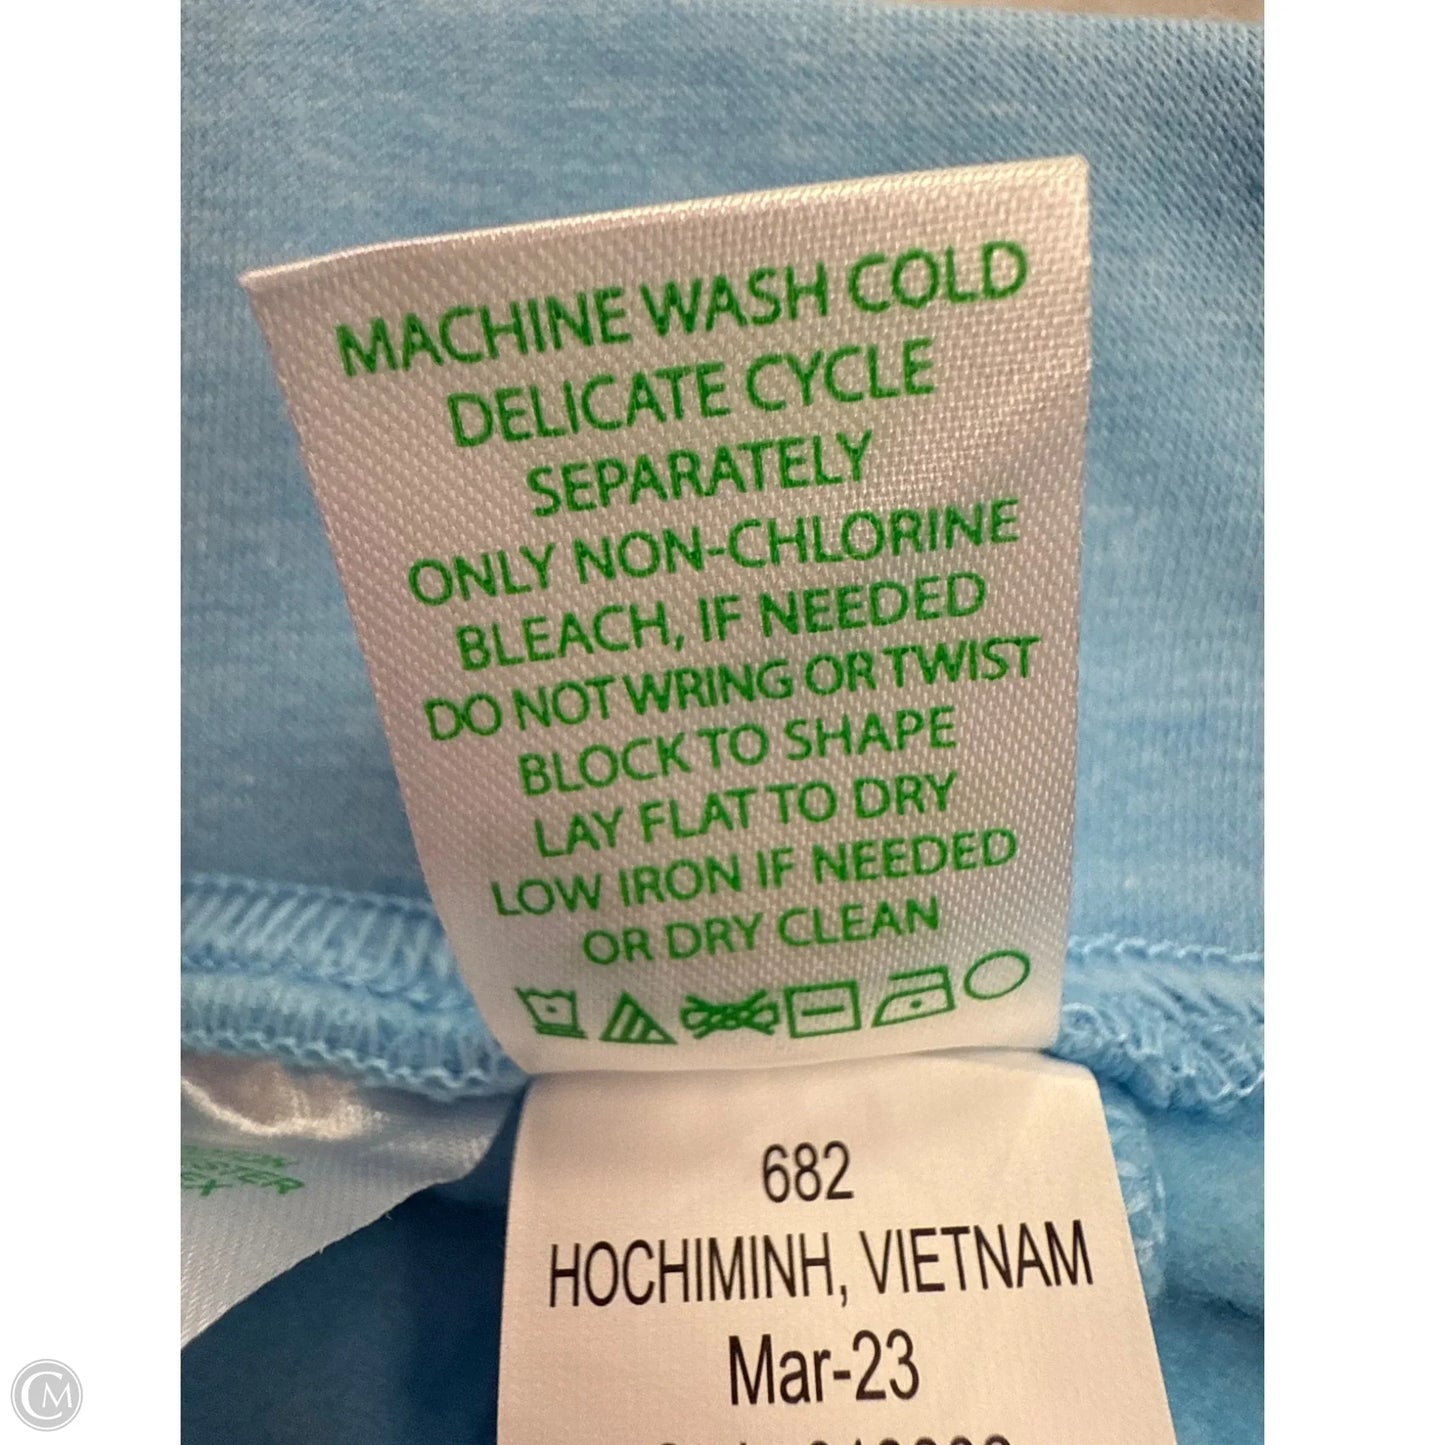 MACHINE WASH COLD
DELICATE CYCLE
SEPARATELY
ONLY NON-CHLORINE
BLEACH, IF NEEDED
DO NOT WRING OR TWIST
BLOCK TO SHAPE
LAY FLAT TO DRY
LOW IRON IF NEEDED
OR DRY CLEAN
682
HOCHIMINH, VIETNAM
Mar-23
CM